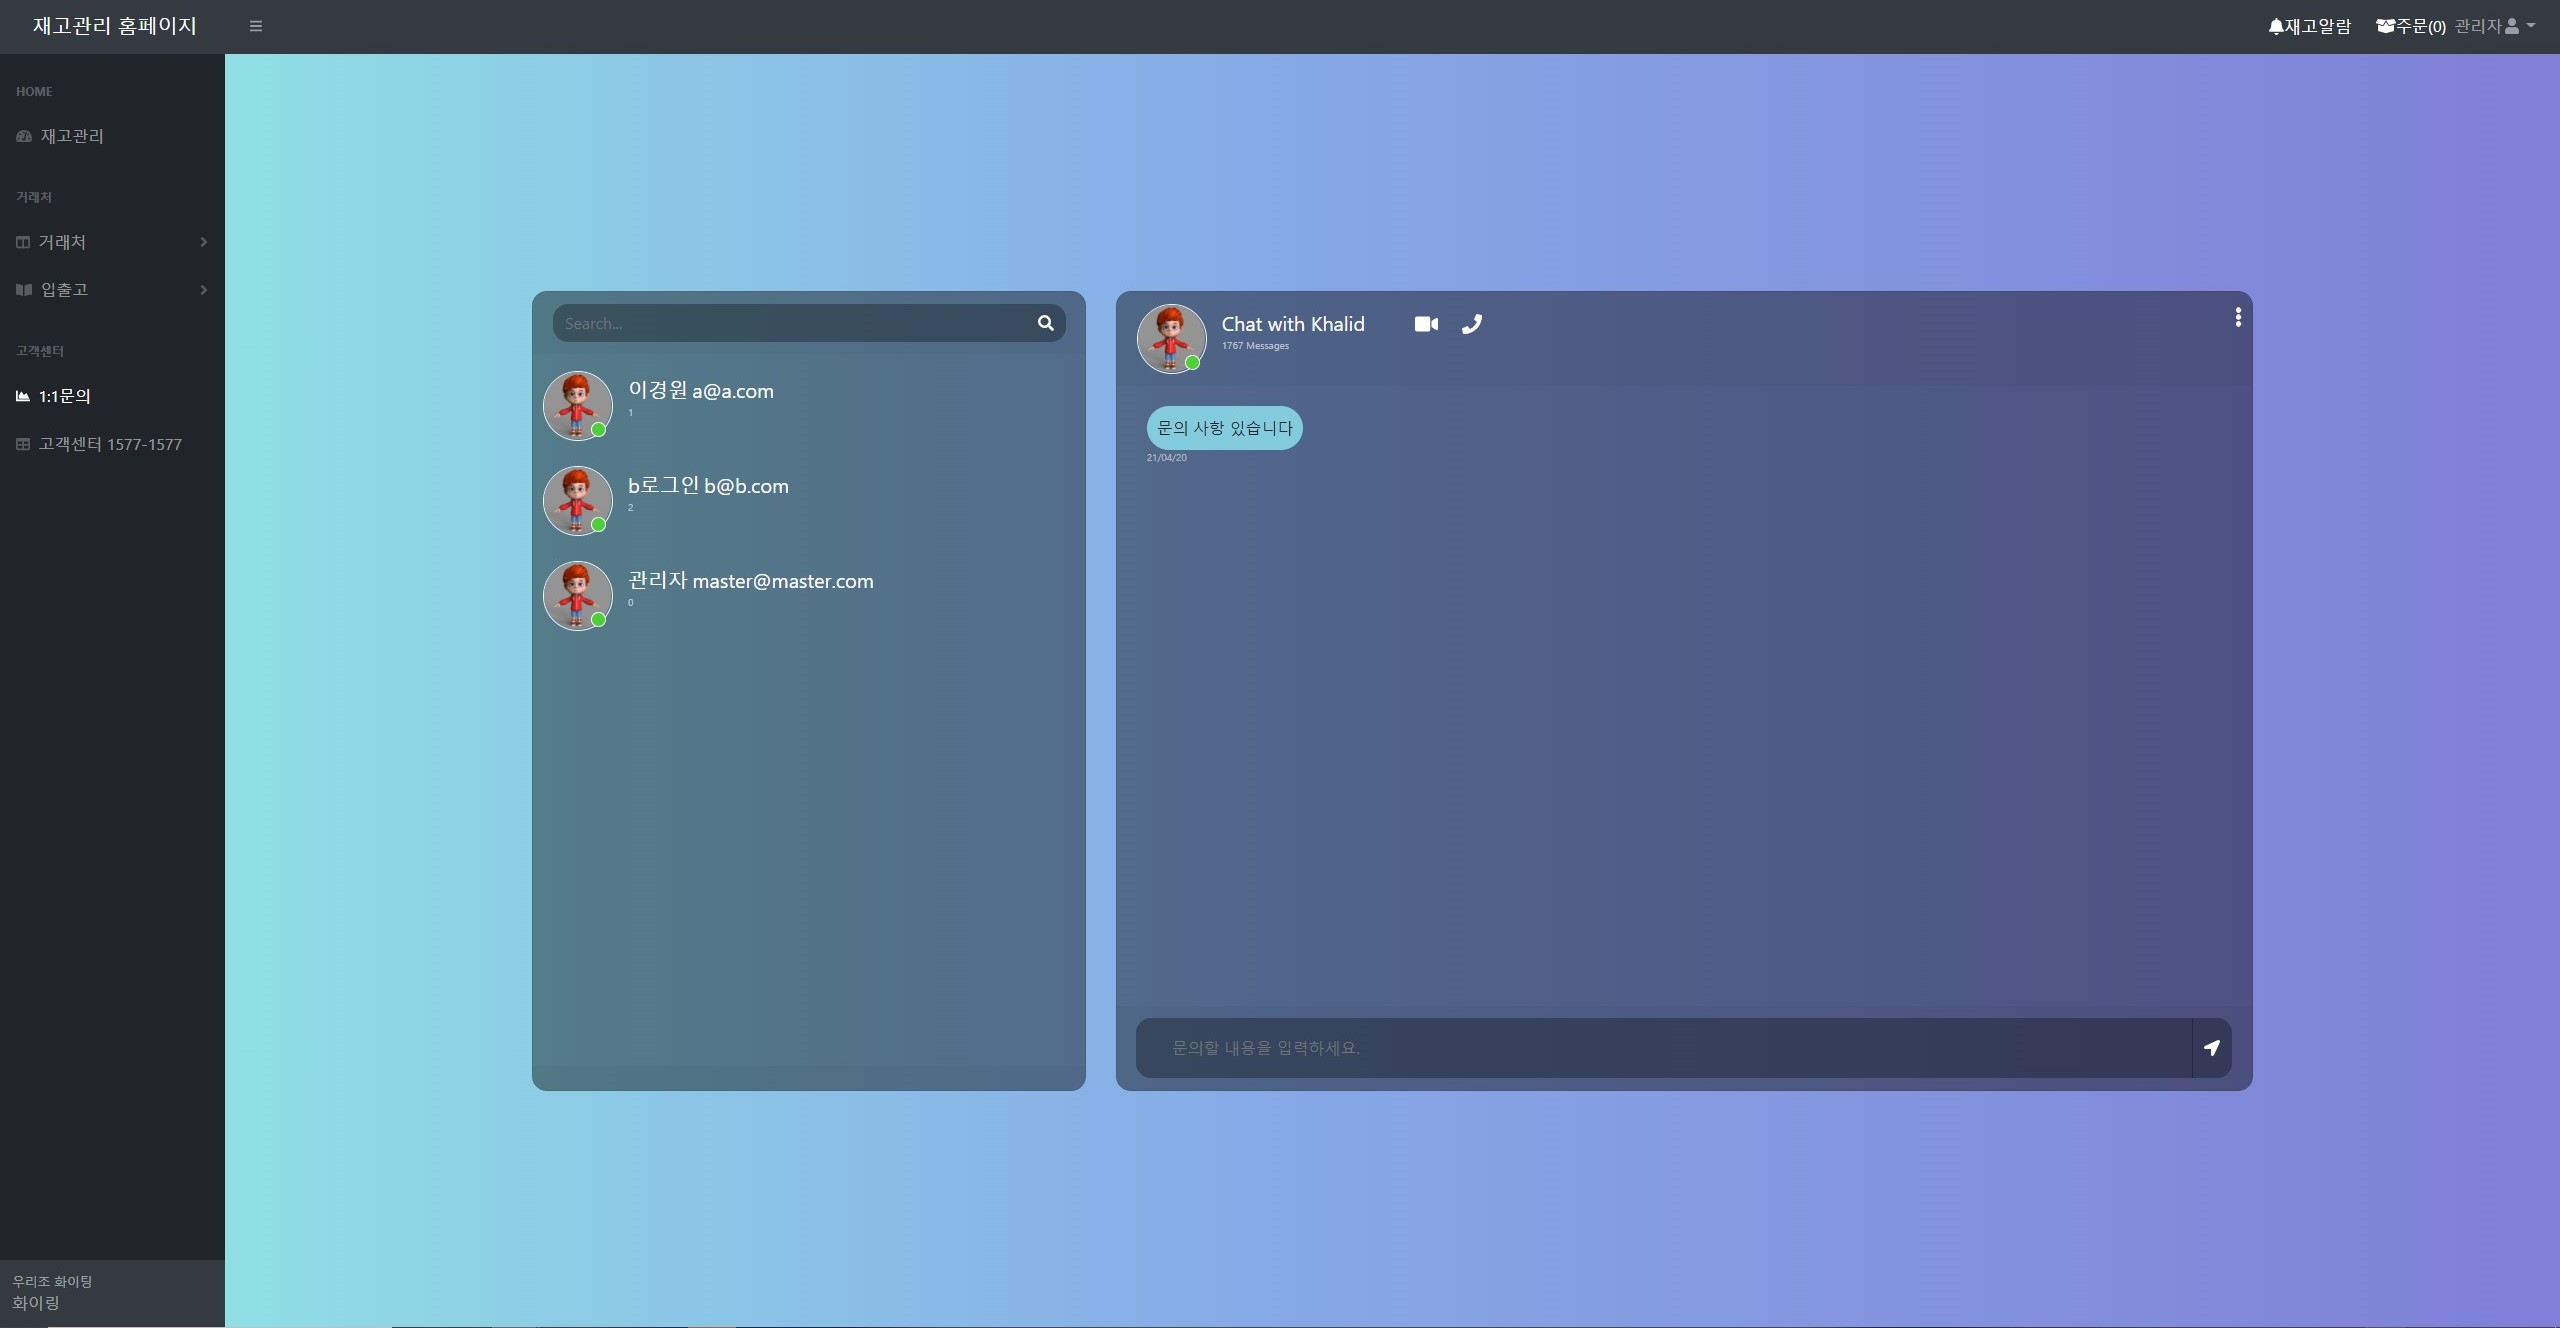 재고관리 홈페이지
재고알람 주문(0) 관리자
HOME
재고관리
거래처
거래처
입출고
고객센터
1:1문의
고객센터 1577-1577
우리조 화이팅
화이링
Search...
이경원 a@a.com
1
b로그인 b@b.com
2
관리자 master@master.com
0
Chat with Khalid
1767 Messages
문의 사항 있습니다
21/04/20
문의할 내용을 입력하세요.